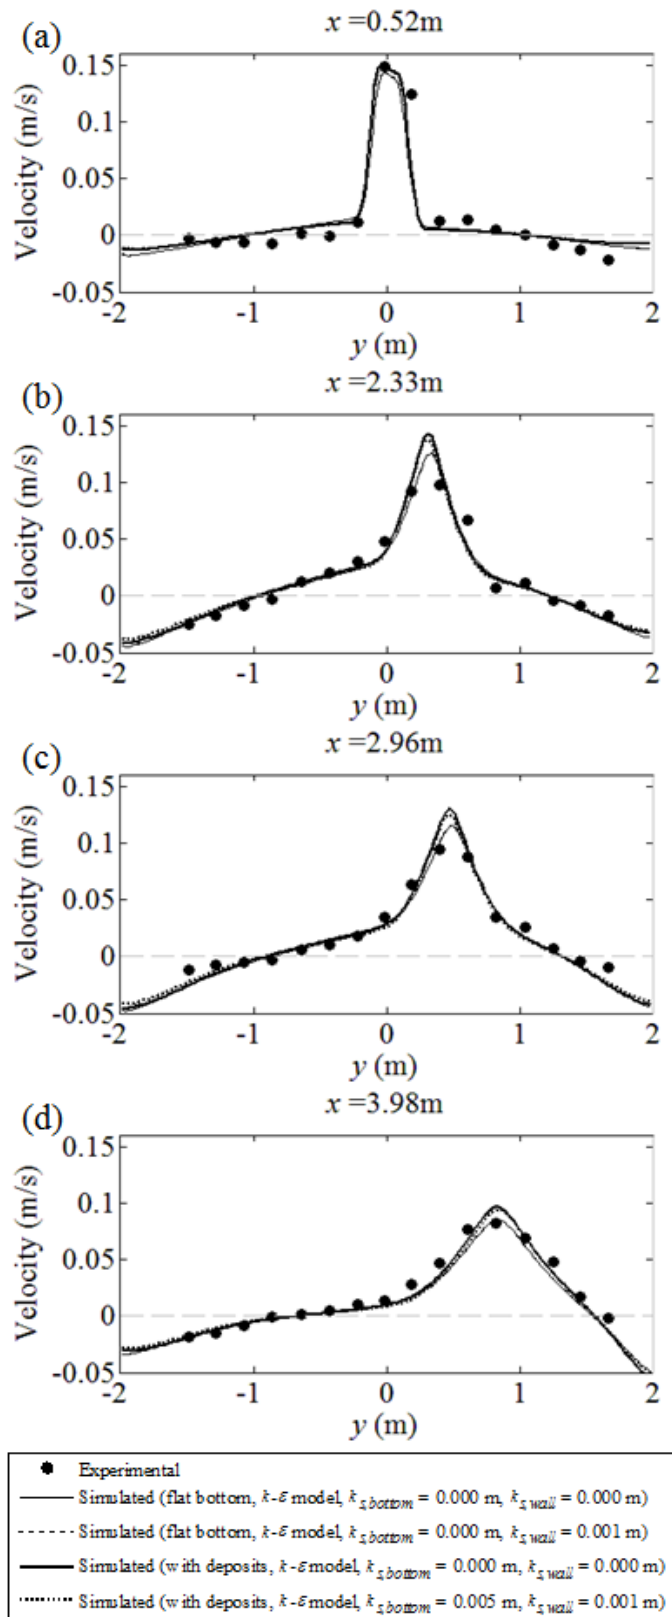 (a)
x =0.52m
0.15
0.1
0.05
0
-0.05
Velocity (m/s)
-2 -1 0 1 2
y (m)
(b)
x =2.33m
0.15
0.1
0.05
0
-0.05
Velocity (m/s)
-2 -1 0 1 2
y (m)
(c)
x =2.96m
0.15
0.1
0.05
0
-0.05
Velocity (m/s)
-2 -1 0 1 2
y (m)
(d)
x =3.98m
0.15
0.1
0.05
0
-0.05
Velocity (m/s)
-2 -1 0 1 2
y (m)
Experimental
Simulated (flat bottom, k-ε model, ks,bottom = 0.000 m, ks,wall = 0.000 m)
Simulated (flat bottom, k-ε model, ks,bottom = 0.000 m, ks,wall = 0.001 m)
Simulated (with deposits, k-ε model, ks,bottom = 0.000 m, ks,wall = 0.000 m)
Simulated (with deposits, k-ε model, ks,bottom = 0.005 m, ks,wall = 0.001 m)